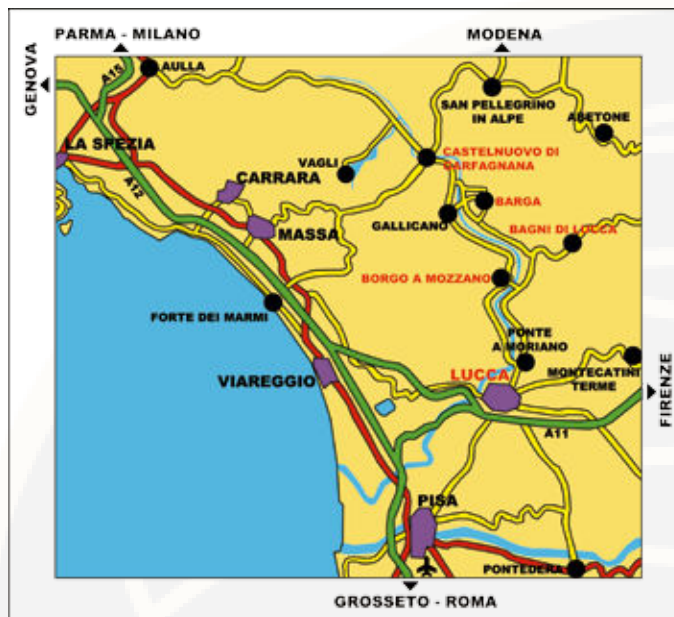 PARMA - MILANO
MODENA
GENOVA
A15
AULLA
SAN PELLEGRINO
IN ALPE
ABETONE
LA SPEZIA
A12
VAGLI
CASTELNUOVO DI
GARFAGNANA
CARRARA
BARGA
MASSA
GALLICANO
BAGNI DI LUCCA
BORGO A MOZZANO
FORTE DEI MARMI
PONTE
A MORIANO
MONTECATINI
TERME
VIAREGGIO
LUCCA
FIRENZE
A11
PISA
PONTEDERA
GROSSETO - ROMA